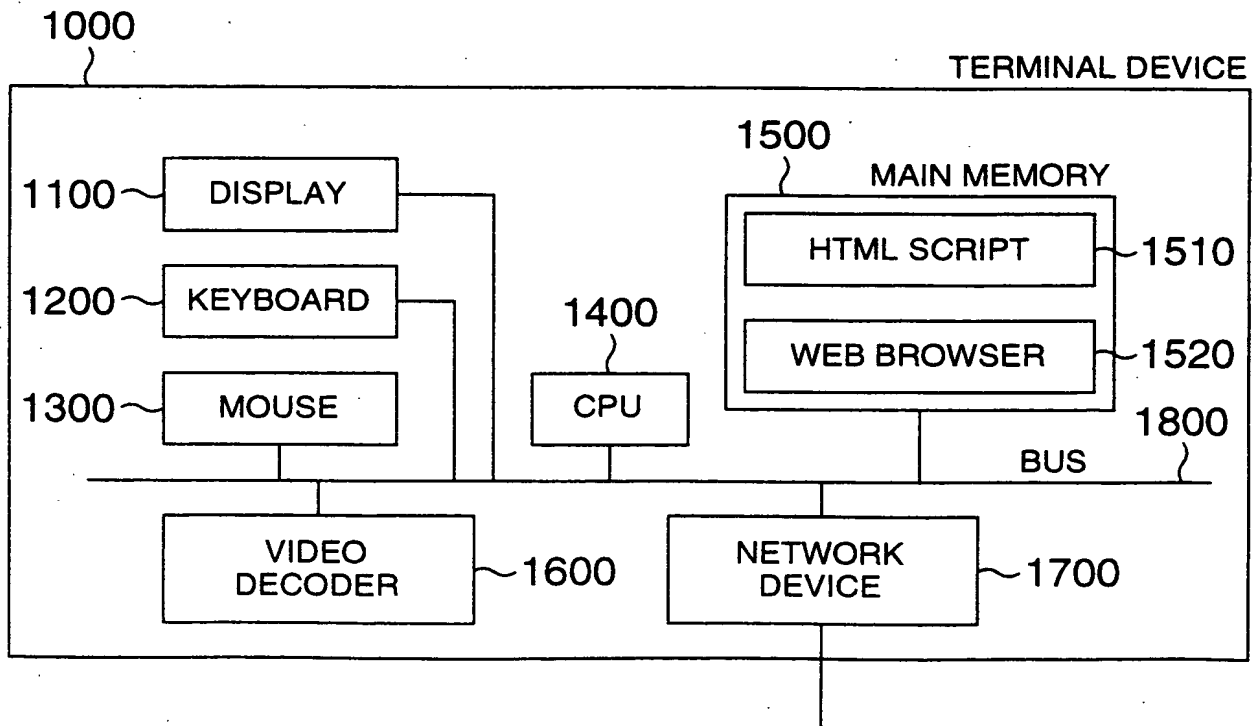 1000
TERMINAL DEVICE
1500
MAIN MEMORY
1100
DISPLAY
HTML SCRIPT
1510
1200
KEYBOARD
1400
WEB BROWSER
1520
1300
MOUSE
CPU
1800
BUS
VIDEO
DECODER
1600
NETWORK
DEVICE
1700